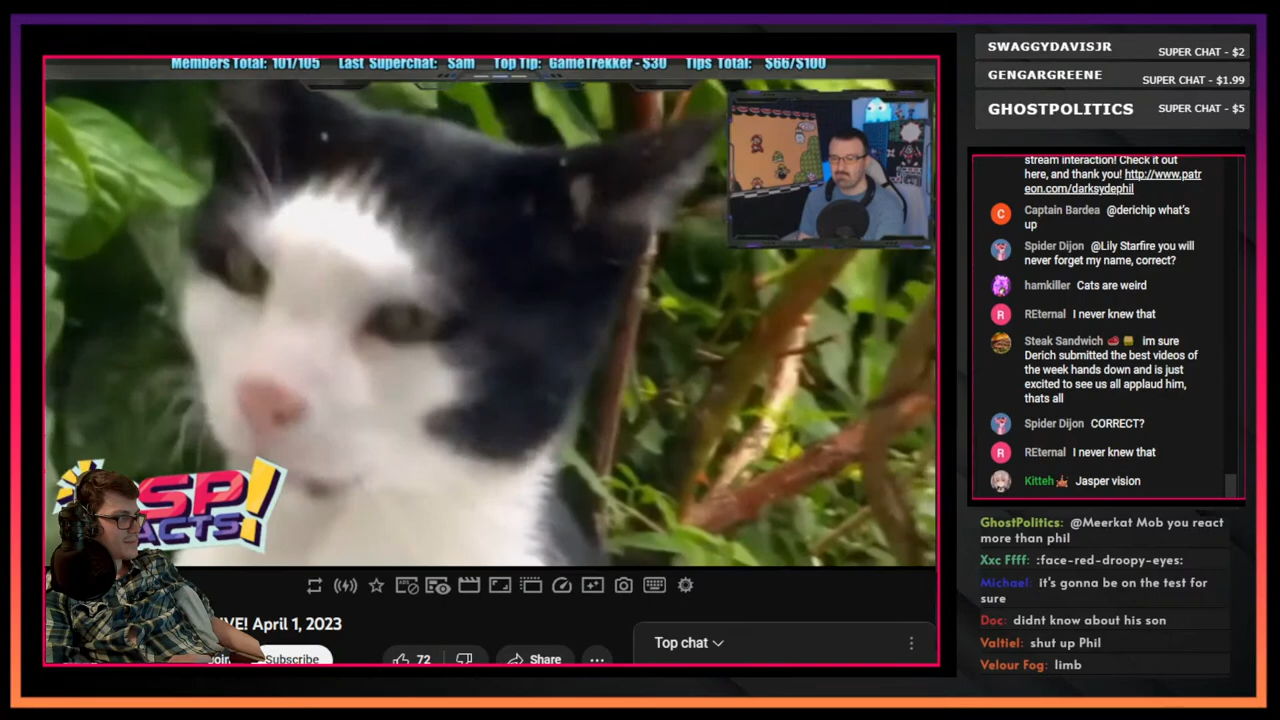 Members Total: 101/105 Last Superchat: Sam Top Tip: GameTrekker - $30 Tips Total: $66/$100
SP!
ACTS!
IVE! April 1, 2023
Subscribe
72
Share
Top chat
SWAGGYDAVISJR SUPER CHAT - $2
GENGARGREENE SUPER CHAT - $1.99
GHOSTPOLITICS SUPER CHAT - $5
stream interaction! Check it out
here, and thank you! http://www.patr
eon.com/darksydephil
Captain Bardea @derichip what's
up
Spider Dijon @Lily Starfire you will
never forget my name, correct?
hamkiller Cats are weird
REternal I never knew that
Steak Sandwich im sure
Derich submitted the best videos of
the week hands down and is just
excited to see us all applaud him,
thats all
Spider Dijon CORRECT?
REternal I never knew that
Kitteh Jasper vision
GhostPolitics: @Meerkat Mob you react
more than phil
Xxc Ffff: :face-red-droopy-eyes:
Michael: it's gonna be on the test for
sure
Doc: didnt know about his son
Valtiel: shut up Phil
Velour Fog: limb